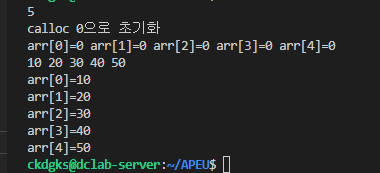 5
calloc 0으로 초기화
arr[0]=0 arr[1]=0 arr[2]=0 arr[3]=0 arr[4]=0
10 20 30 40 50
arr[0]=10
arr[1]=20
arr[2]=30
arr[3]=40
arr[4]=50
ckdgks@dclab-server:~/APEU$